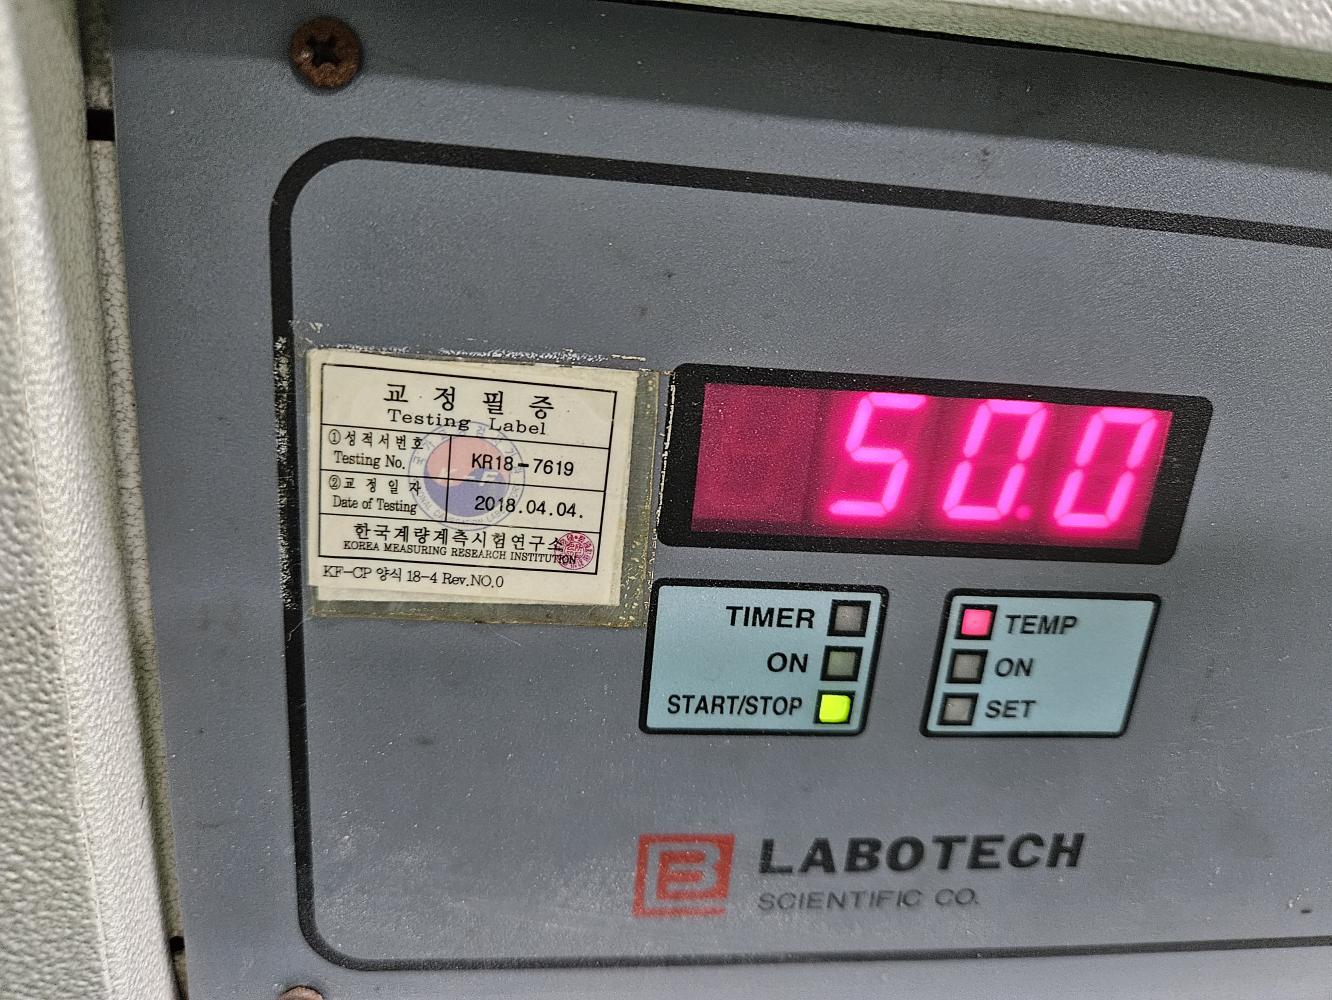 교 정 필 증
Testing Label
①성적서번호
Testing No.
KR18-7619
②교 정 일 자
Date of Testing
2018.04.04.
한국계량계측시험연구소
KOREA MEASURING RESEARCH INSTITUTION
KF-CP 양식 18-4 Rev.NO.0
50.0
TIMER
ON
START/STOP
TEMP
ON
SET
LABOTECH
SCIENTIFIC CO.